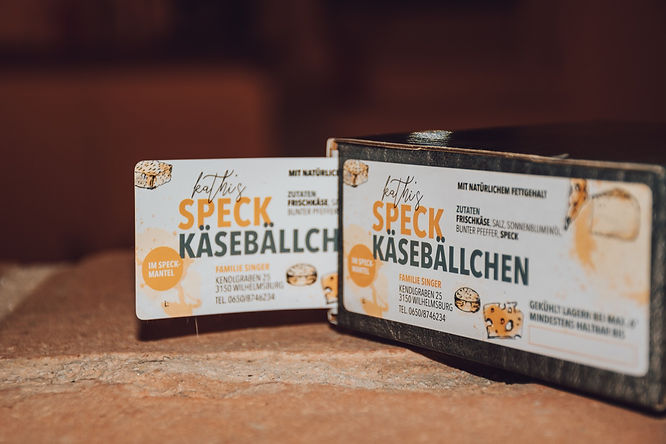 kathi's
SPECK
KÄSEBÄLLCH
IM SPECK-
MANTEL
FAMILIE SINGER
KENDLGRABEN 25
3150 WILHELMSBURG
TEL. 0650/8746234
MIT NATÜRLICHEM
ZUTATEN
FRISCHKÄSE, SALZ,
BUNTER PFEFFER,
kathi's
SPECK
KÄSEBÄLLCHEN
IM SPECK-
MANTEL
FAMILIE SINGER
KENDLGRABEN 25
3150 WILHELMSBURG
TEL. 0650/8746234
MIT NATÜRLICHEM FETTGEHALT
ZUTATEN
FRISCHKÄSE, SALZ, SONNENBLUMENÖL,
BUNTER PFEFFER, SPECK
GEKÜHLT LAGERN BEI MAX.
MINDESTENS HALTBAR BIS